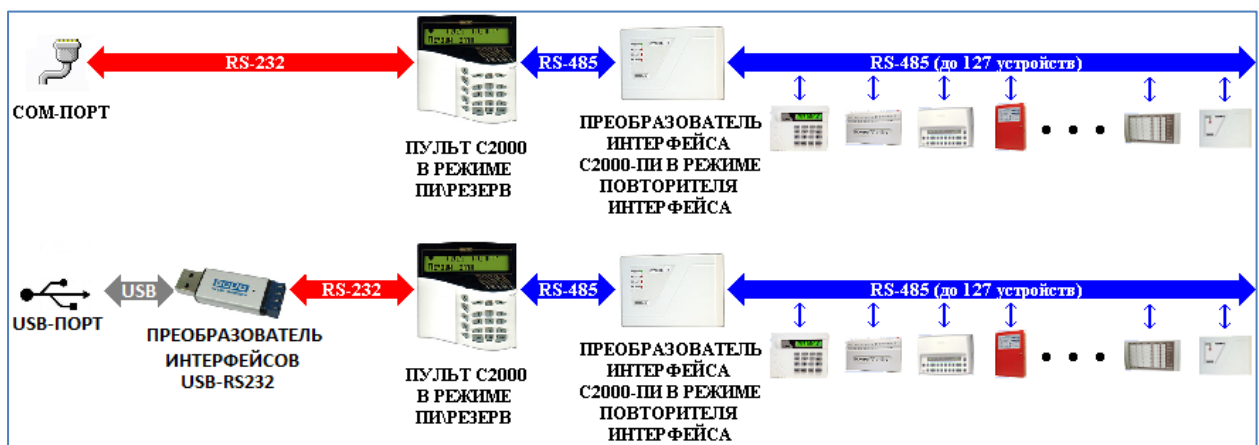 RS-232
RS-485
RS-485 (до 127 устройств)
COM-ПОРТ
ПУЛЬТ С2000
В РЕЖИМЕ
ПИ\РЕЗЕРВ
ПРЕОБРАЗОВАТЕЛЬ
ИНТЕРФЕЙСА
С2000-ПИ В РЕЖИМЕ
ПОВТОРИТЕЛЯ
ИНТЕРФЕЙСА
USB
RS-232
RS-485
RS-485 (до 127 устройств)
USB-ПОРТ
ПРЕОБРАЗОВАТЕЛЬ
ИНТЕРФЕЙСОВ
USB-RS232
ПУЛЬТ С2000
В РЕЖИМЕ
ПИ\РЕЗЕРВ
ПРЕОБРАЗОВАТЕЛЬ
ИНТЕРФЕЙСА
С2000-ПИ В РЕЖИМЕ
ПОВТОРИТЕЛЯ
ИНТЕРФЕЙСА